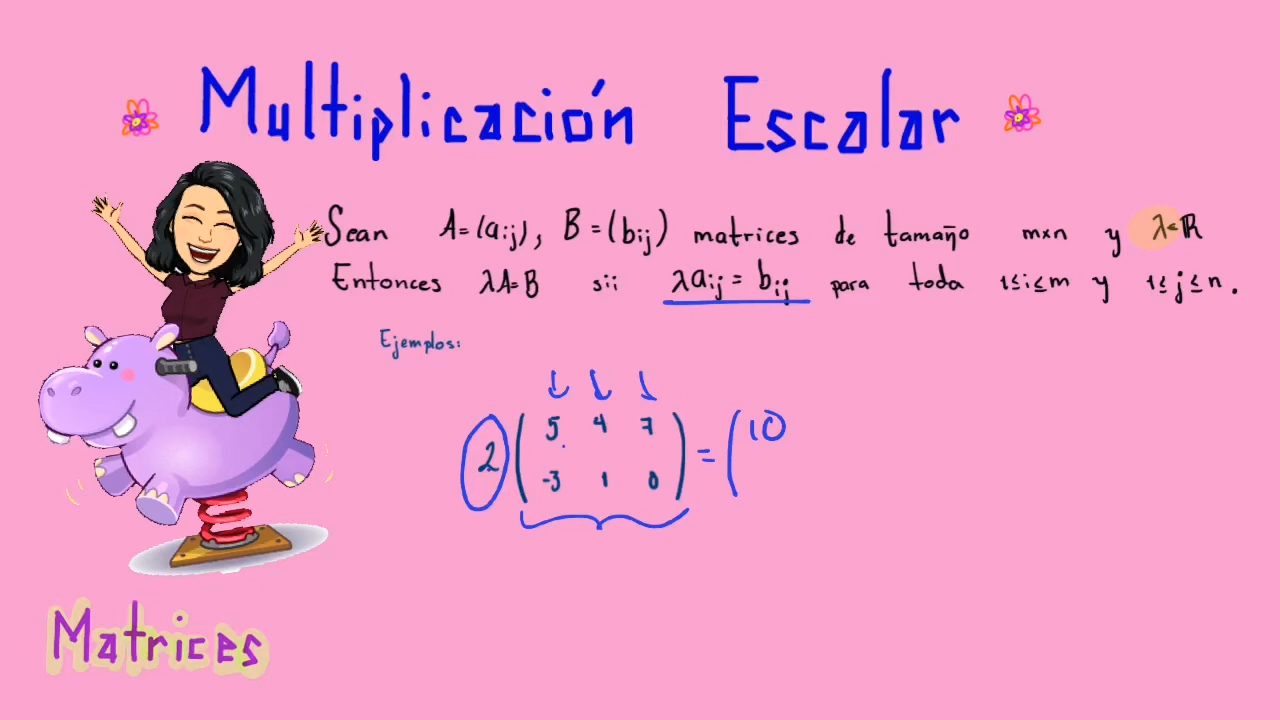 Multiplicación Escalar
Sean A=(aij), B=(bij) matrices de tamaño mxn y λ∈ℝ
Entonces λA=B sii λaij = bij para toda 1≤i≤m y 1≤j≤n.
Ejemplos:
2 ( 5 4 7 ) = ( 10
-3 1 0
Matrices